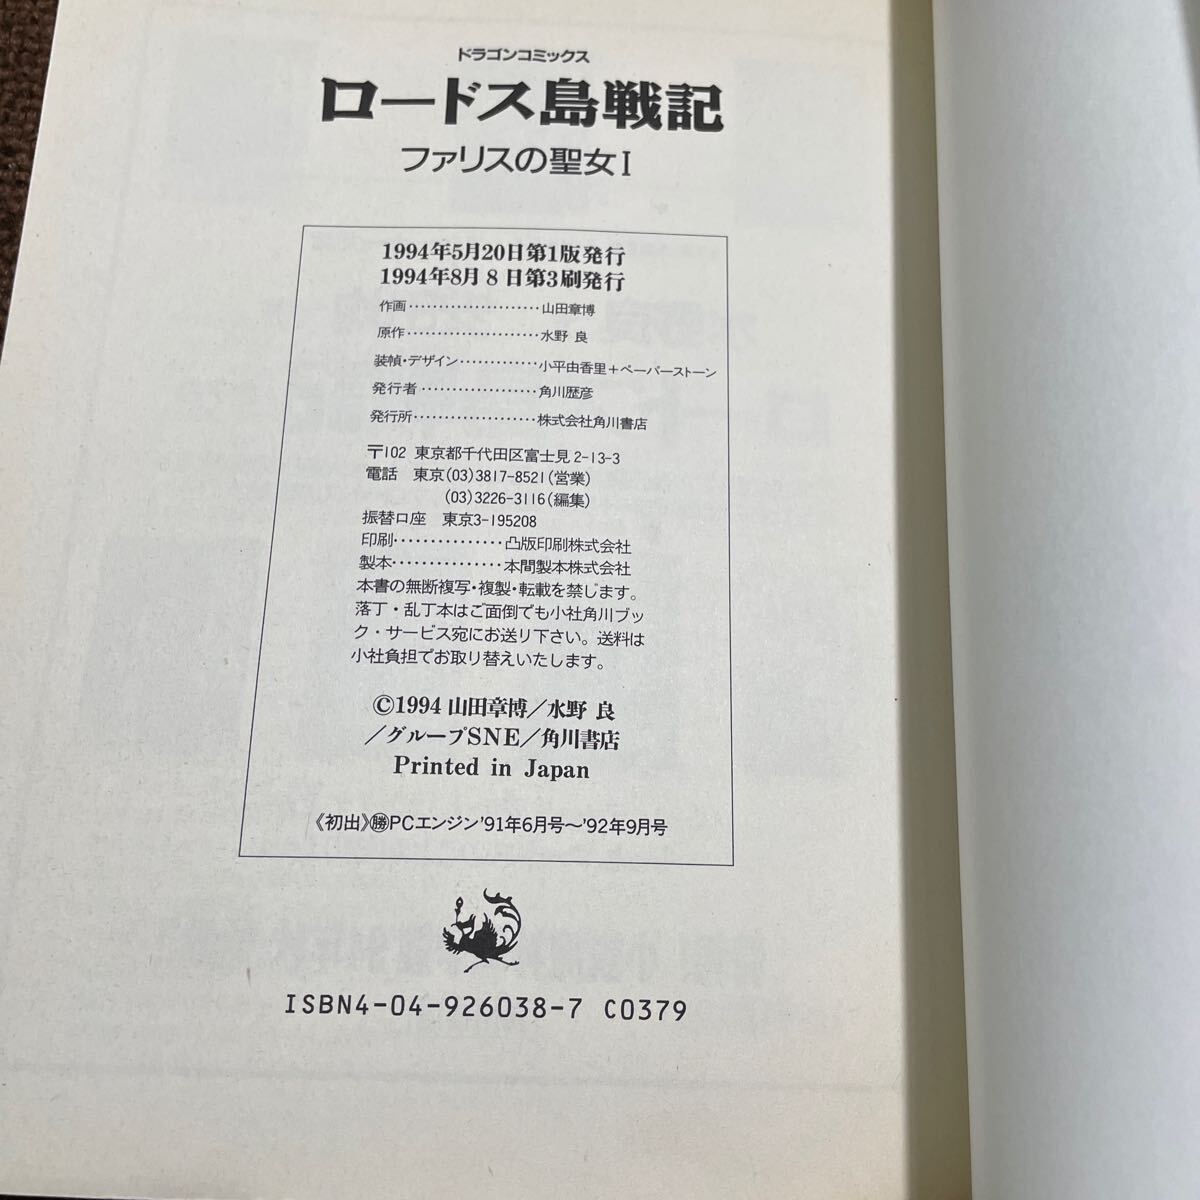 ドラゴンコミックス
ロードス島戦記
ファリスの聖女I
1994年5月20日第1版発行
1994年8月8日第3刷発行
作画······················山田章博
原作······················水野 良
装幀・デザイン·············小平由香里+ペーパーストーン
発行者···················角川歴彦
発行所····················株式会社角川書店
〒102 東京都千代田区富士見2-13-3
電話 東京(03)3817-8521(営業)
(03)3226-3116(編集)
振替口座 東京3-195208
印刷···············凸版印刷株式会社
製本···············本間製本株式会社
本書の無断複写・複製・転載を禁じます。
落丁・乱丁本はご面倒でも小社角川ブッ
ク・サービス宛にお送り下さい。送料は
小社負担でお取り替えいたします。
©1994 山田章博/水野 良
/グループSNE/角川書店
Printed in Japan
《初出》㊝PCエンジン'91年6月号〜'92年9月号
ISBN4-04-926038-7 C0379